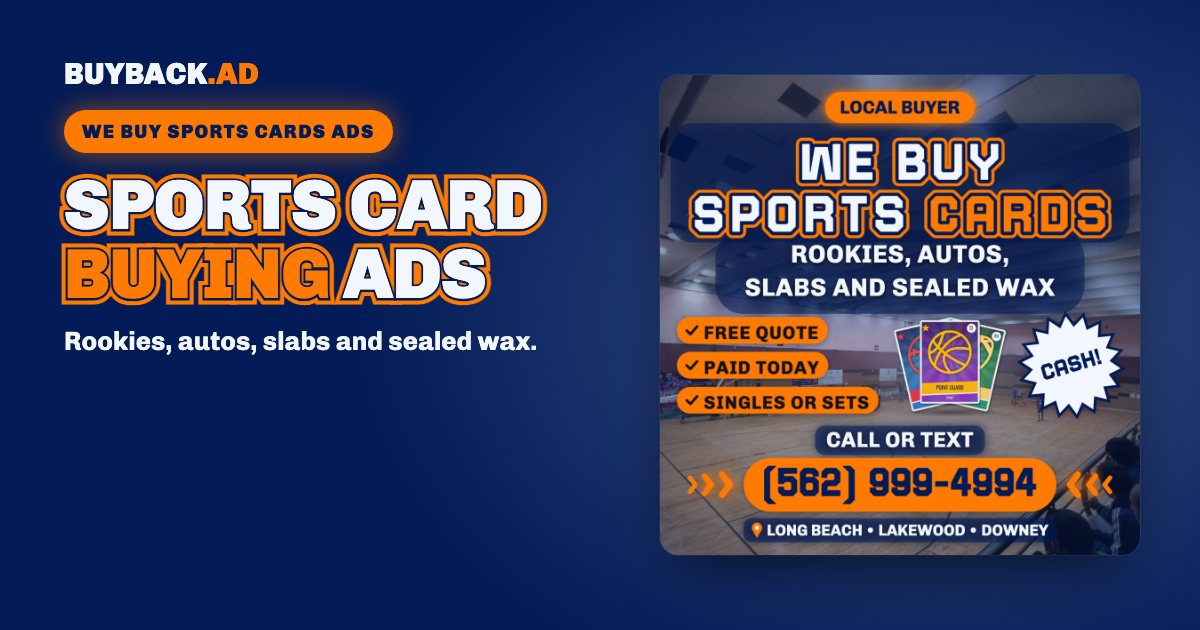 BUYBACK.AD
WE BUY SPORTS CARDS ADS
SPORTS CARD
BUYING ADS
Rookies, autos, slabs and sealed wax.
LOCAL BUYER
WE BUY
SPORTS CARDS
ROOKIES, AUTOS,
SLABS AND SEALED WAX
FREE QUOTE
PAID TODAY
SINGLES OR SETS
POINT GUARD
CASH!
CALL OR TEXT
(562) 999-4994
LONG BEACH • LAKEWOOD • DOWNEY